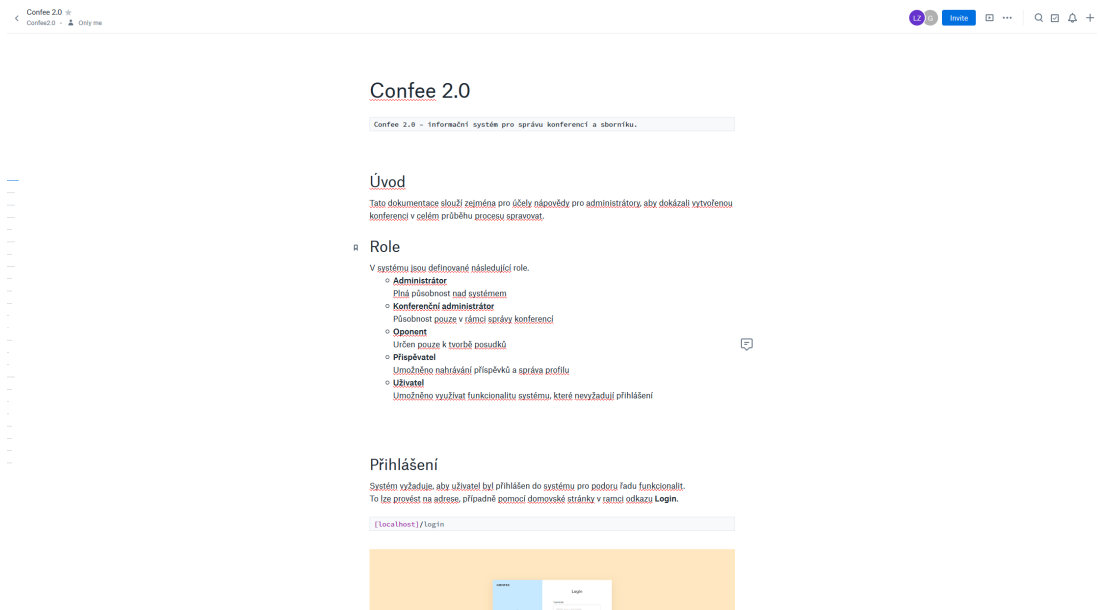 Confee 2.0
Confee2.0 - Only me
LZ G Invite
Confee 2.0
Confee 2.0 - informační systém pro správu konferencí a sborníku.
Úvod
Tato dokumentace slouží zejména pro účely nápovědy pro administrátory, aby dokázali vytvořenou
konferenci v celém průběhu procesu spravovat.
Role
V systému jsou definované následující role.
Administrátor
Plná působnost nad systémem
Konferenční administrátor
Působnost pouze v rámci správy konferencí
Oponent
Určen pouze k tvorbě posudků
Přispěvatel
Umožněno nahrávání příspěvků a správa profilu
Uživatel
Umožněno využívat funkcionalitu systému, které nevyžadují přihlášení
Přihlášení
Systém vyžaduje, aby uživatel byl přihlášen do systému pro podoru řadu funkcionalit.
To lze provést na adrese, případně pomocí domovské stránky v ramci odkazu Login.
[localhost]/login
Login